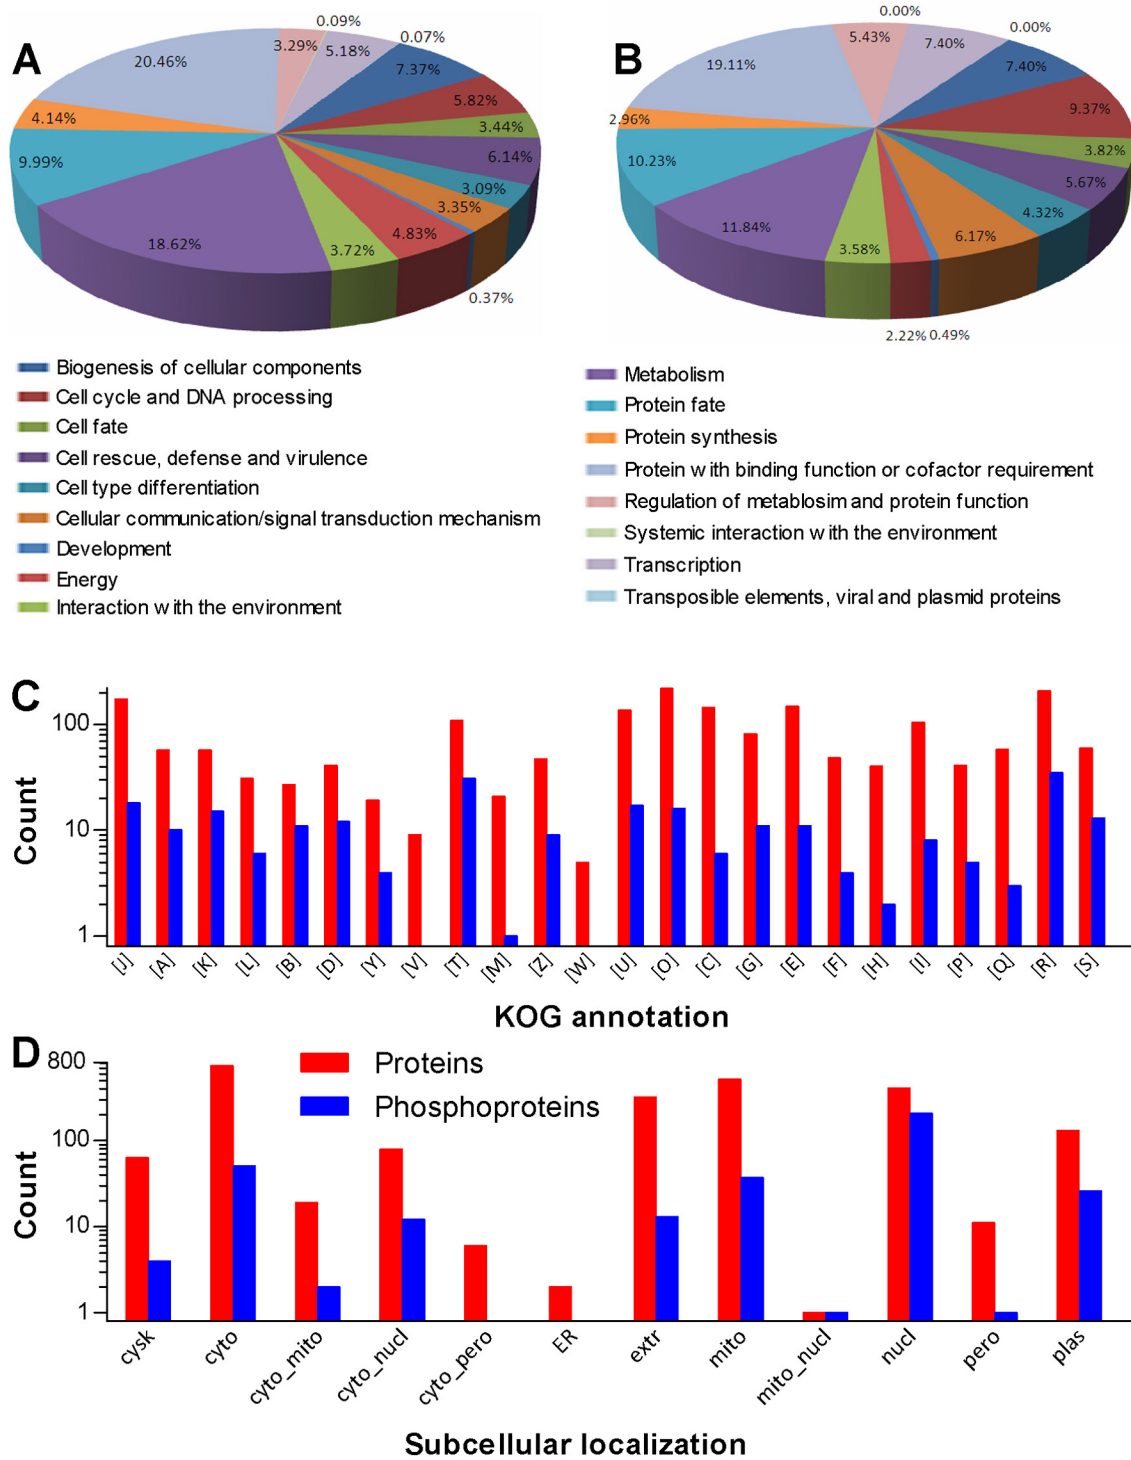 A
0.09%
0.07%
3.29%
5.18%
7.37%
20.46%
5.82%
4.14%
3.44%
9.99%
6.14%
3.09%
3.35%
18.62%
3.72%
4.83%
0.37%
B
0.00%
0.00%
5.43%
7.40%
7.40%
19.11%
9.37%
2.96%
3.82%
10.23%
5.67%
4.32%
11.84%
3.58%
6.17%
2.22%
0.49%
Biogenesis of cellular components
Cell cycle and DNA processing
Cell fate
Cell rescue, defense and virulence
Cell type differentiation
Cellular communication/signal transduction mechanism
Development
Energy
Interaction with the environment
Metabolism
Protein fate
Protein synthesis
Protein with binding function or cofactor requirement
Regulation of metablosim and protein function
Systemic interaction with the environment
Transcription
Transposible elements, viral and plasmid proteins
C
100
10
1
Count
[J] [A] [K] [L] [B] [D] [Y] [V] [T] [M] [Z] [W] [U] [O] [C] [G] [E] [F] [H] [I] [P] [Q] [R] [S]
KOG annotation
D
800
100
10
1
Count
Proteins
Phosphoproteins
cysk cyto cyto_mito cyto_nucl cyto_pero ER extr mito mito_nucl nucl pero plas
Subcellular localization